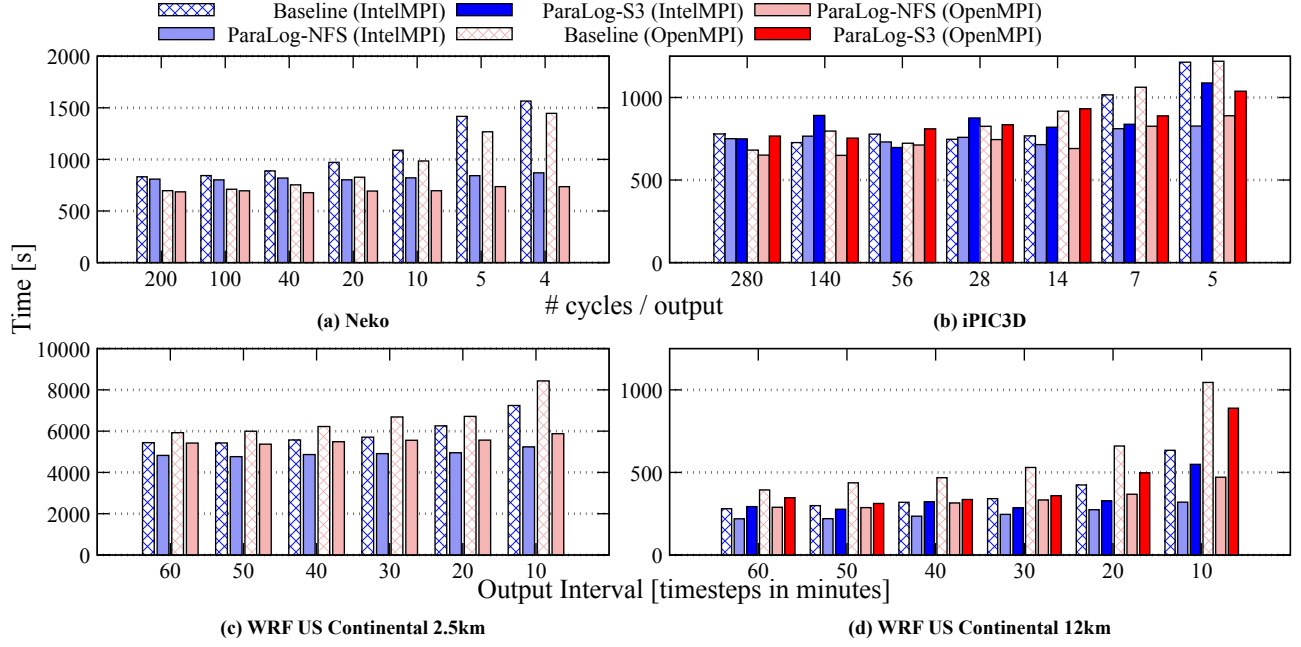 Baseline (IntelMPI) ParaLog-S3 (IntelMPI) ParaLog-NFS (OpenMPI)
ParaLog-NFS (IntelMPI) Baseline (OpenMPI) ParaLog-S3 (OpenMPI)
2000
1500
1000
500
0
200 100 40 20 10 5 4
1000
500
0
280 140 56 28 14 7 5
# cycles / output
(a) Neko
(b) iPIC3D
Time [s]
10000
8000
6000
4000
2000
0
60 50 40 30 20 10
1000
500
0
60 50 40 30 20 10
Output Interval [timesteps in minutes]
(c) WRF US Continental 2.5km
(d) WRF US Continental 12km